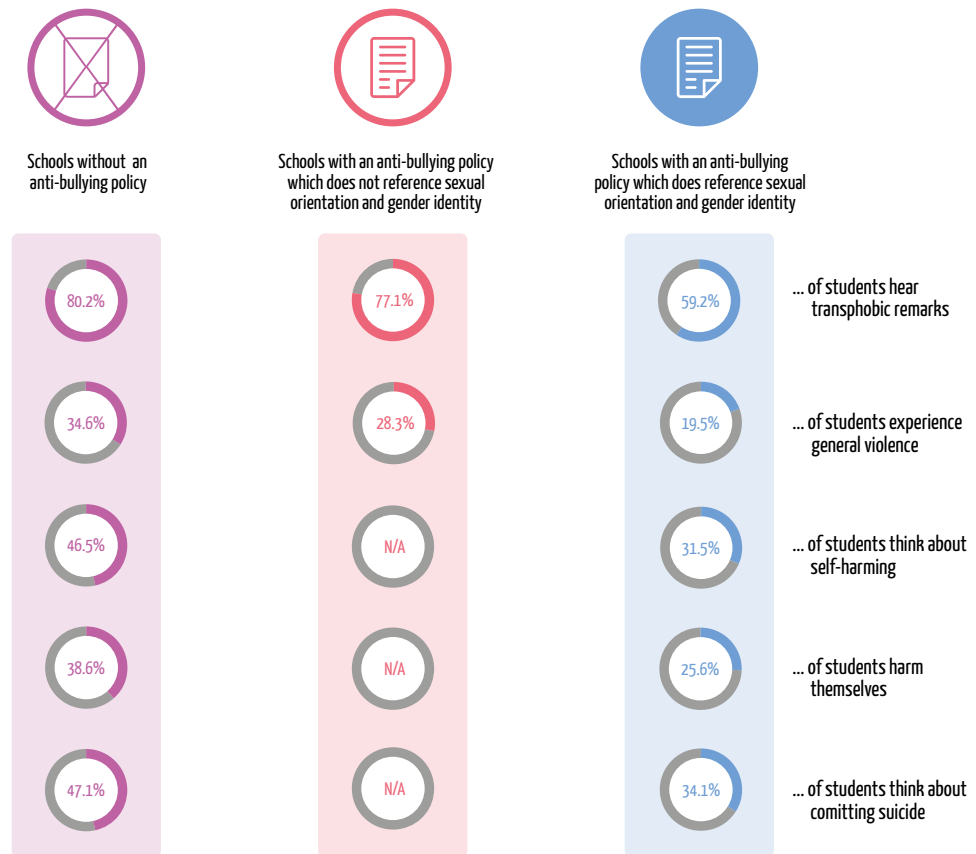 Schools without an
anti-bullying policy
Schools with an anti-bullying policy
which does not reference sexual
orientation and gender identity
Schools with an anti-bullying
policy which does reference sexual
orientation and gender identity
80.2%
77.1%
59.2%
... of students hear
transphobic remarks
34.6%
28.3%
19.5%
... of students experience
general violence
46.5%
N/A
31.5%
... of students think about
self-harming
38.6%
N/A
25.6%
... of students harm
themselves
47.1%
N/A
34.1%
... of students think about
comitting suicide